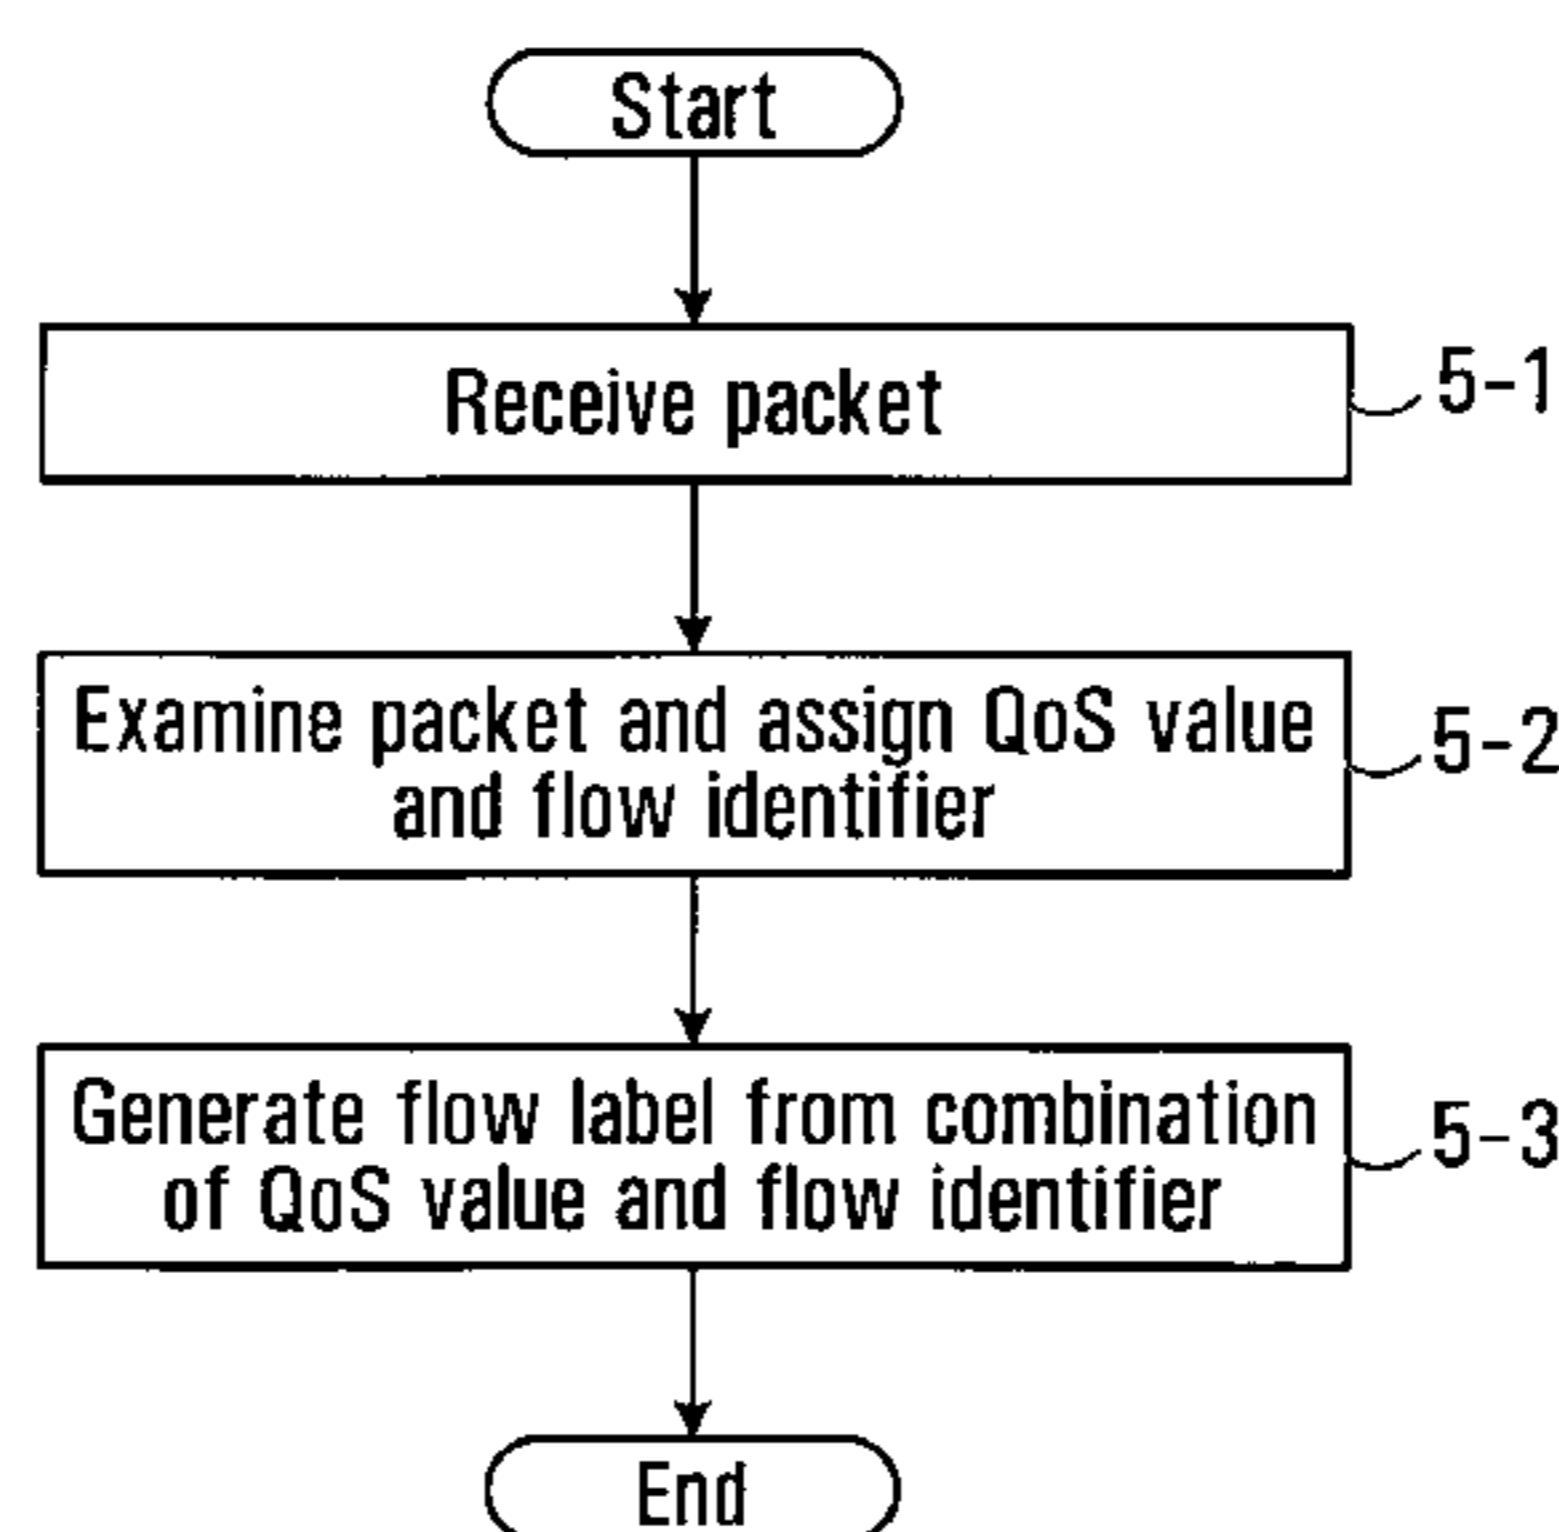 Start
Receive packet
5-1
Examine packet and assign QoS value
and flow identifier
5-2
Generate flow label from combination
of QoS value and flow identifier
5-3
End